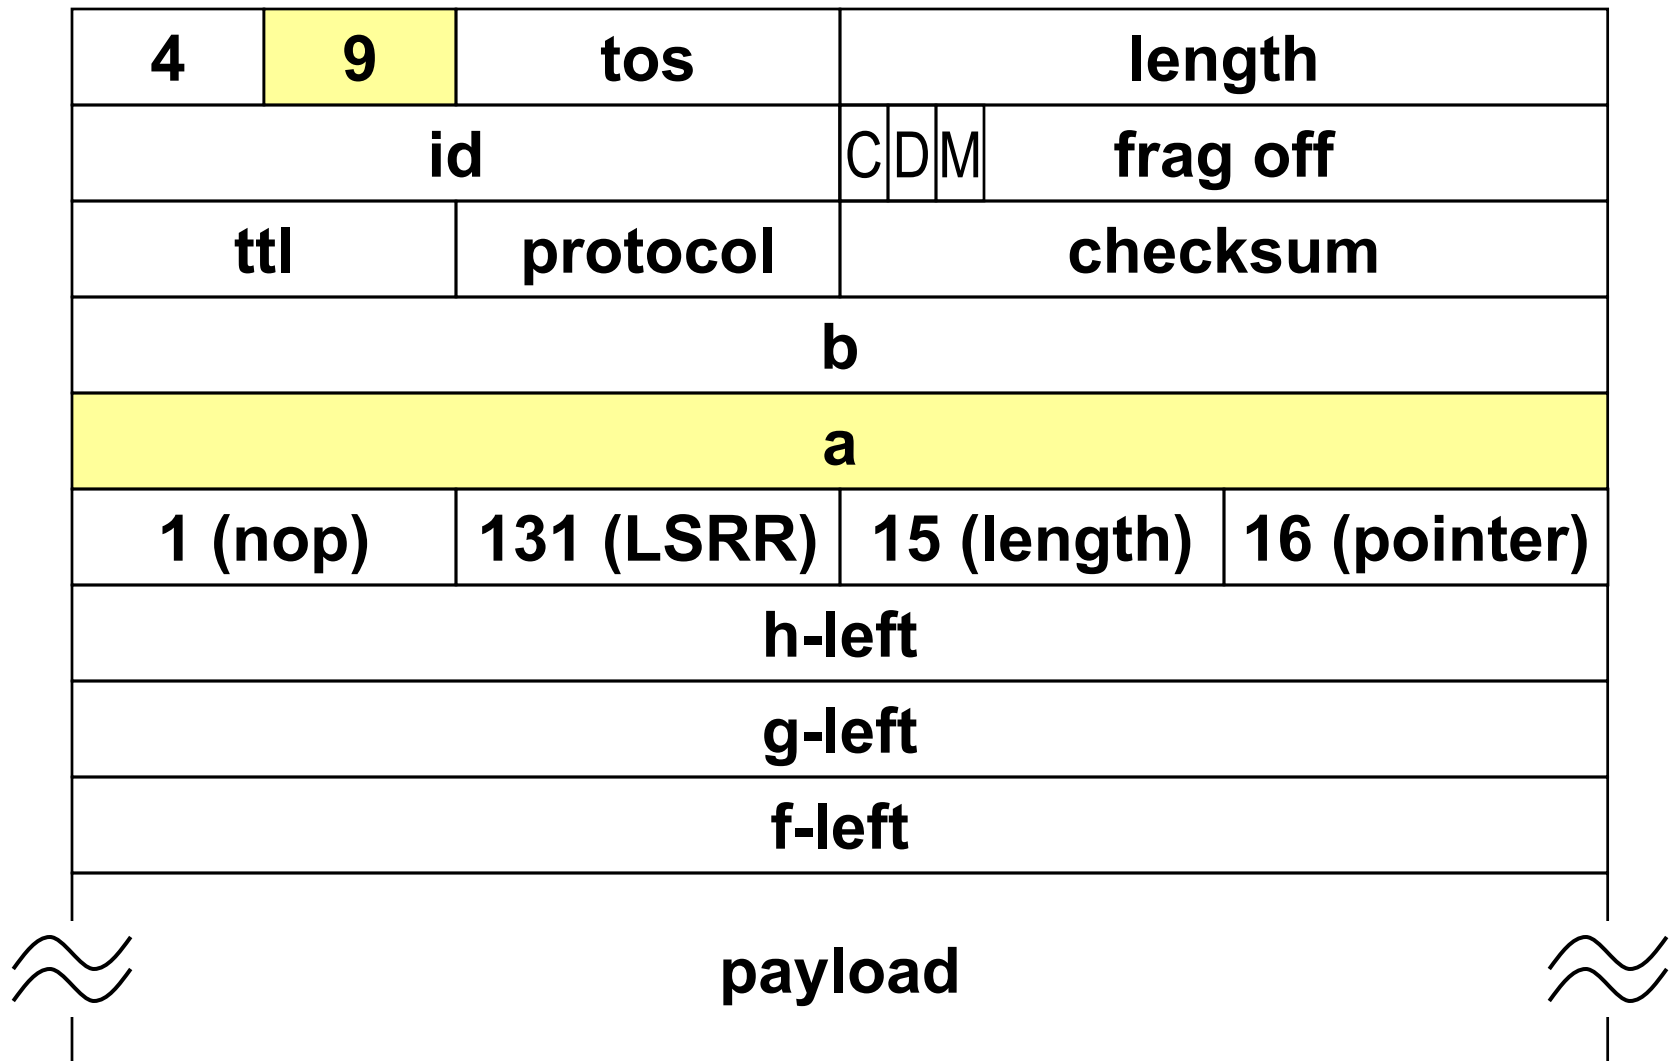 4 9 tos length
id C D M frag off
ttl protocol checksum
b
a
1 (nop) 131 (LSRR) 15 (length) 16 (pointer)
h-left
g-left
f-left
payload